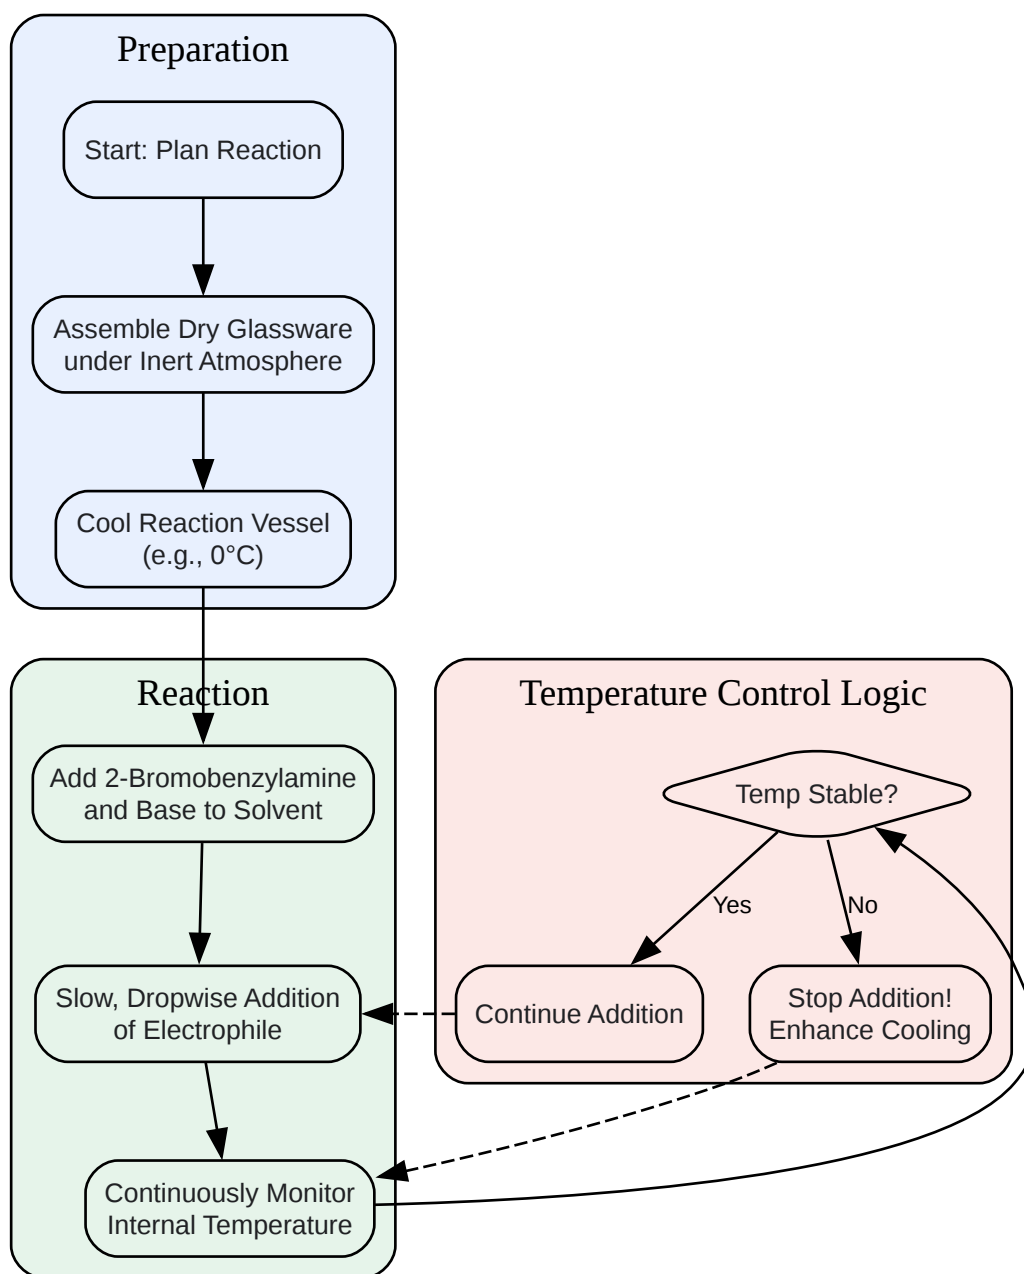 Preparation
Start: Plan Reaction
Assemble Dry Glassware
under Inert Atmosphere
Cool Reaction Vessel
(e.g., 0°C)
Reaction
Add 2-Bromobenzylamine
and Base to Solvent
Slow, Dropwise Addition
of Electrophile
Continuously Monitor
Internal Temperature
Temperature Control Logic
Temp Stable?
Yes
No
Continue Addition
Stop Addition!
Enhance Cooling